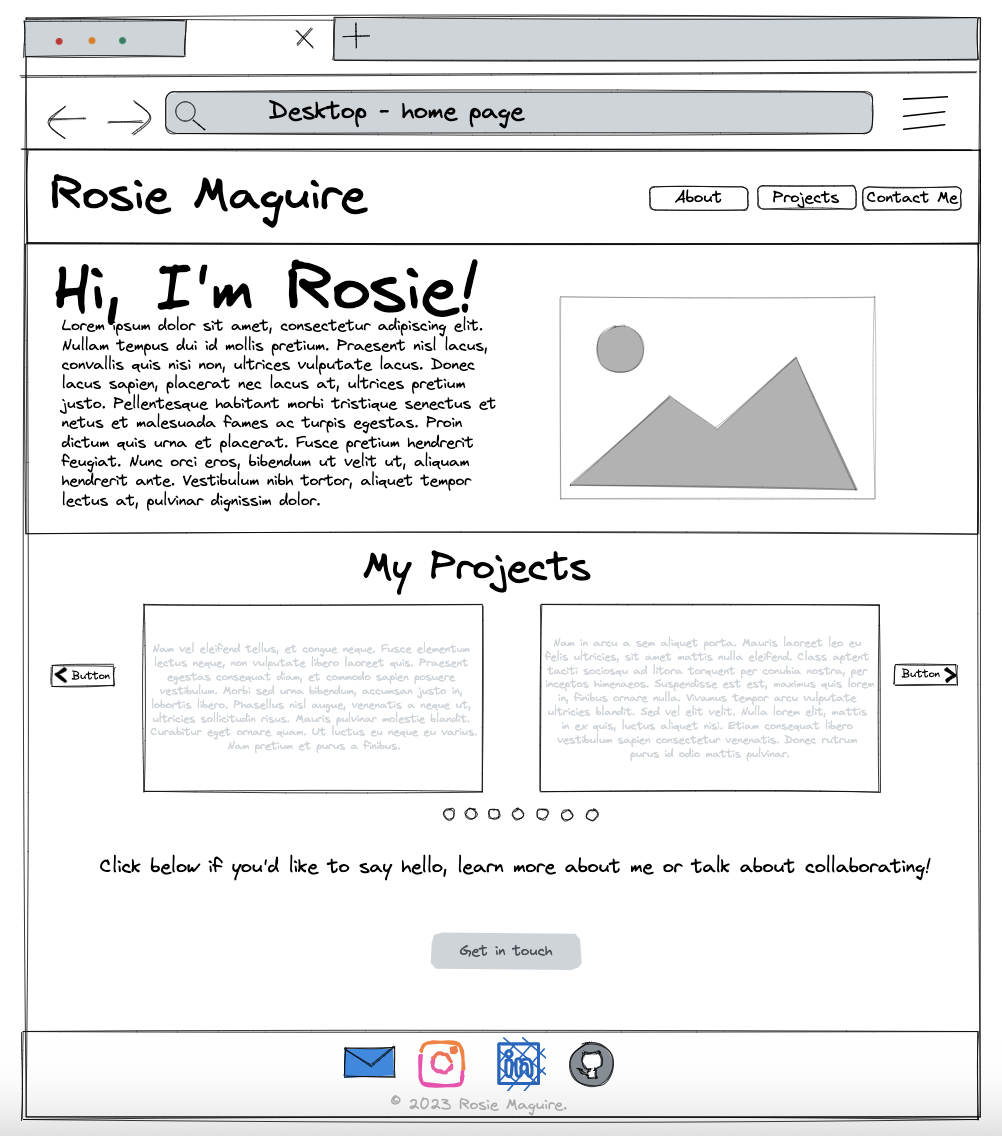 Desktop - home page
Rosie Maguire
About
Projects
Contact Me
Hi, I'm Rosie!
Lorem ipsum dolor sit amet, consectetur adipiscing elit.
Nullam tempus dui id mollis pretium. Praesent nisl lacus,
convallis quis nisi non, ultrices vulputate lacus. Donec
lacus sapien, placerat nec lacus at, ultrices pretium
justo. Pellentesque habitant morbi tristique senectus et
netus et malesuada fames ac turpis egestas. Proin
dictum quis urna et placerat. Fusce pretium hendrerit
feugiat. Nunc orci eros, bibendum ut velit ut, aliquam
hendrerit ante. Vestibulum nibh tortor, aliquet tempor
lectus at, pulvinar dignissim dolor.
My Projects
Button
Nam vel eleifend tellus, et congue neque. Fusce elementum
lectus neque, non vulputate libero laoreet quis. Praesent
egestas consequat diam, et commodo sapien posuere
vestibulum. Morbi sed urna bibendum, accumsan justo in,
lobortis libero. Phasellus nisl augue, venenatis a neque ut,
ultricies sollicitudin risus. Mauris pulvinar molestie blandit.
Curabitur eget ornare quam. Ut luctus eu neque eu varius.
Nam pretium et purus a finibus.
Nam in arcu a sem aliquet porta. Mauris laoreet leo eu
felis ultricies, sit amet mattis nulla eleifend. Class aptent
taciti sociosqu ad litora torquent per conubia nostra, per
inceptos himenaeos. Suspendisse est est, maximus quis lorem
in, finibus ornare nulla. Vivamus tempor arcu vulputate
ultricies blandit. Sed vel elit velit. Nulla lorem elit, mattis
in ex quis, luctus aliquet nisi. Etiam consequat libero
vestibulum sapien consectetur venenatis. Donec rutrum
purus id odio mattis pulvinar.
Button
Click below if you'd like to say hello, learn more about me or talk about collaborating!
Get in touch
in
© 2023 Rosie Maguire.